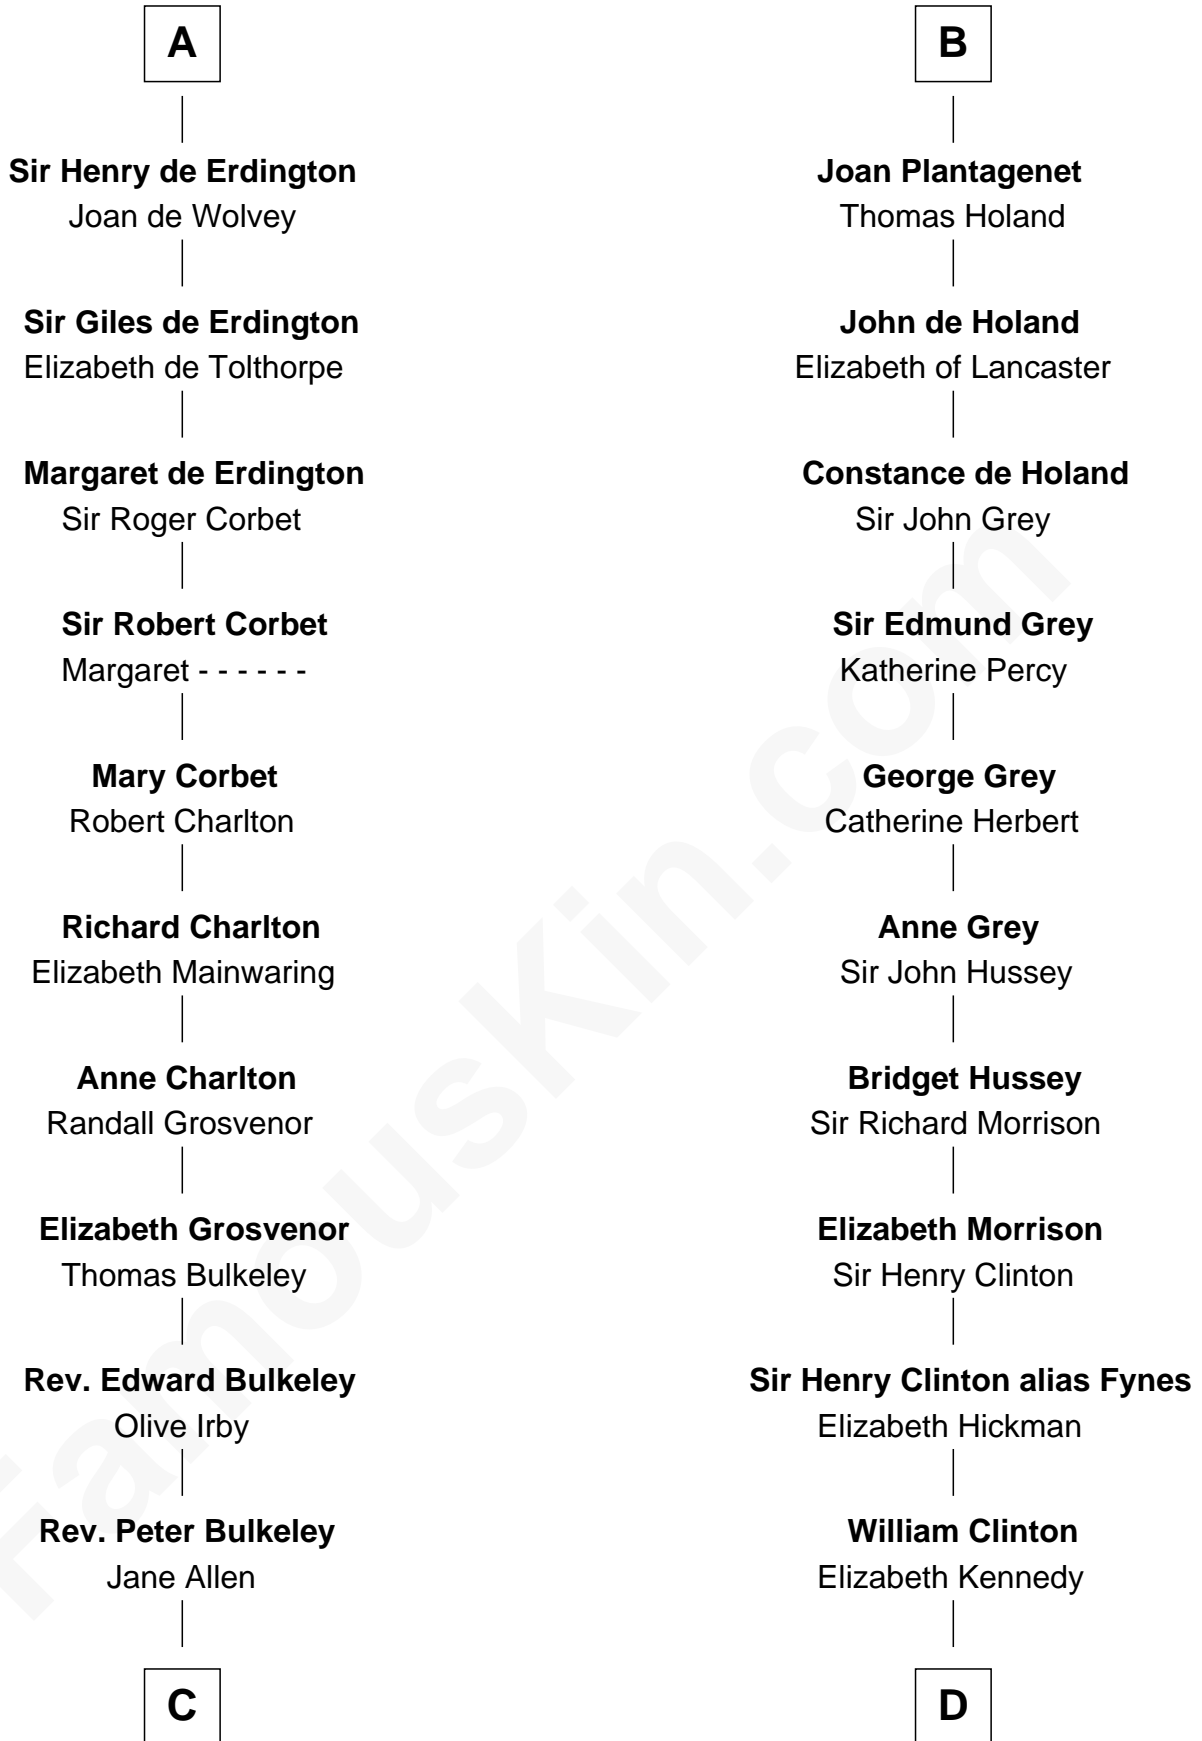 A
Sir Henry de Erdington
Joan de Wolvey
Sir Giles de Erdington
Elizabeth de Tolthorpe
Margaret de Erdington
Sir Roger Corbet
Sir Robert Corbet
Margaret - - - - - -
Mary Corbet
Robert Charlton
Richard Charlton
Elizabeth Mainwaring
Anne Charlton
Randall Grosvenor
Elizabeth Grosvenor
Thomas Bulkeley
Rev. Edward Bulkeley
Olive Irby
Rev. Peter Bulkeley
Jane Allen
C
B
Joan Plantagenet
Thomas Holand
John de Holand
Elizabeth of Lancaster
Constance de Holand
Sir John Grey
Sir Edmund Grey
Katherine Percy
George Grey
Catherine Herbert
Anne Grey
Sir John Hussey
Bridget Hussey
Sir Richard Morrison
Elizabeth Morrison
Sir Henry Clinton
Sir Henry Clinton alias Fynes
Elizabeth Hickman
William Clinton
Elizabeth Kennedy
D
FamousKin.com